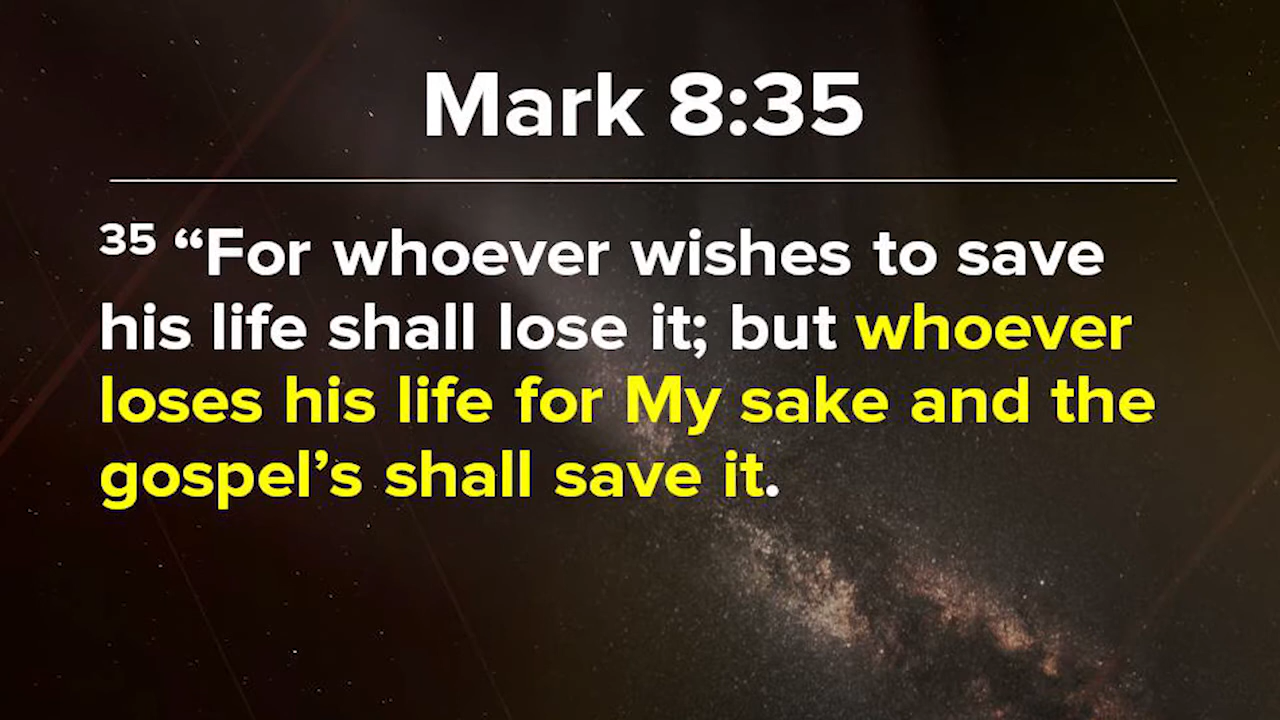 Mark 8:35
35 “For whoever wishes to save
his life shall lose it; but whoever
loses his life for My sake and the
gospel’s shall save it.